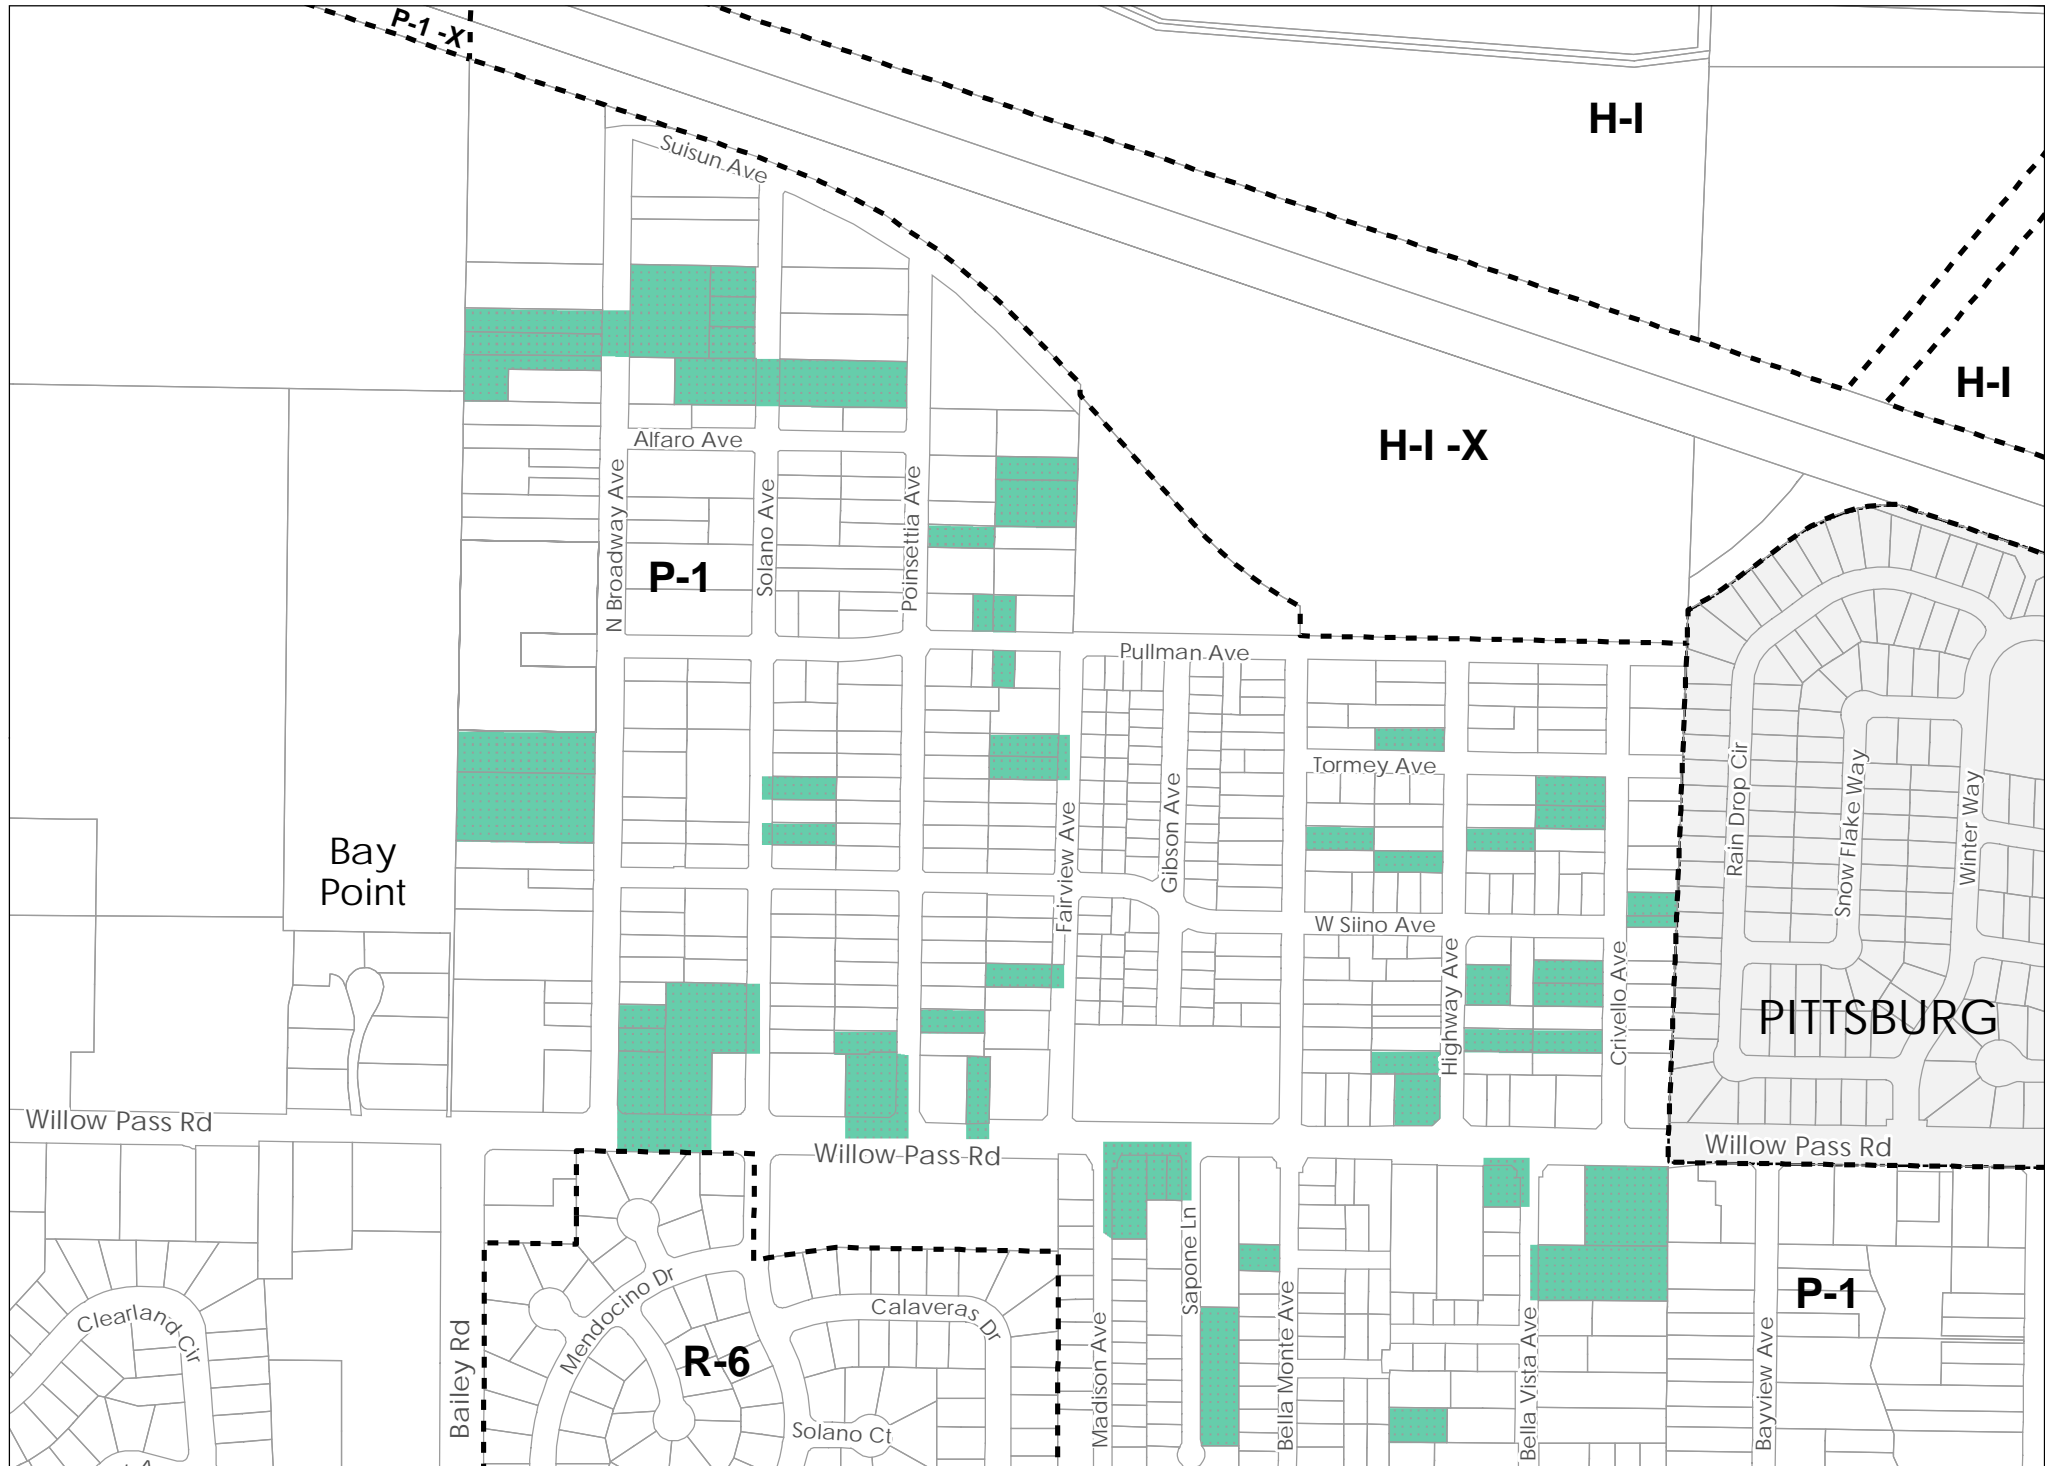 P-1 -X
H-I
Suisun Ave
H-I
H-I -X
Alfaro Ave
N Broadway Ave
Solano Ave
Poinsettia Ave
P-1
Pullman Ave
Tormey Ave
Rain Drop Cir
Snow Flake Way
Winter Way
Gibson Ave
Fairview Ave
Bay
Point
W Siino Ave
Highway Ave
Crivello Ave
PITTSBURG
Willow Pass Rd
Willow Pass Rd
Willow Pass Rd
Sapone Ln
Clearland Cir
Mendocino Dr
Calaveras Dr
P-1
Bailey Rd
R-6
Madison Ave
Bella Monte Ave
Bella Vista Ave
Bayview Ave
Solano Ct